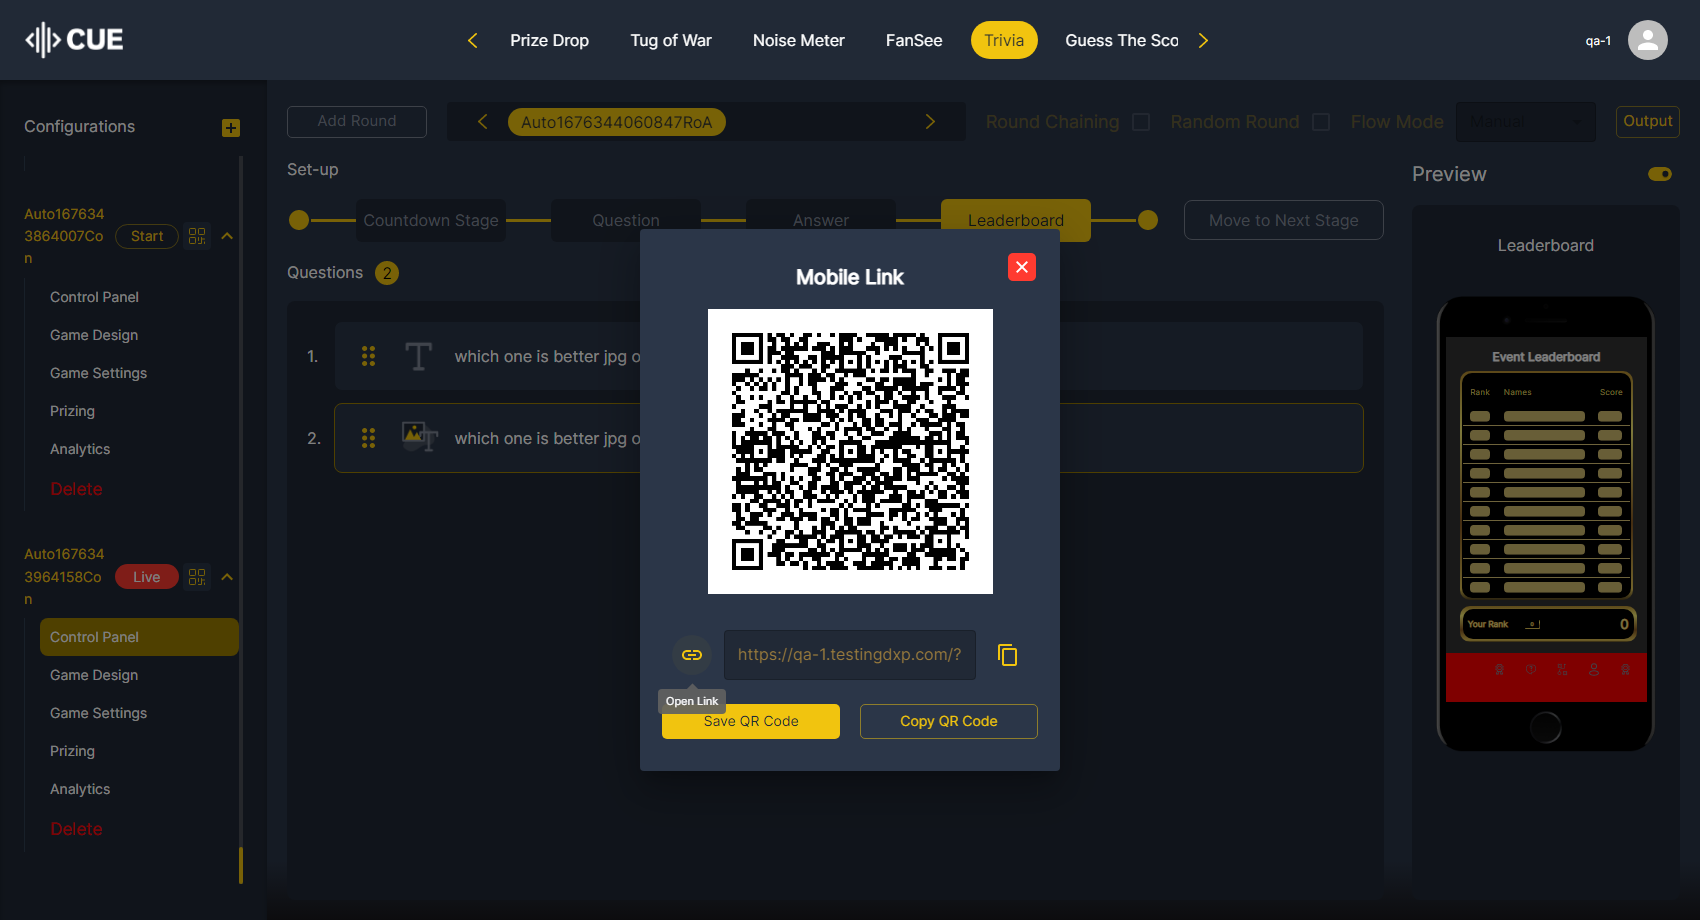 CUE
Prize Drop
Tug of War
Noise Meter
FanSee
Trivia
Guess The Sco
qa-1
Configurations
Add Round
Auto1676344060847RoA
Round Chaining
Random Round
Flow Mode
Manual
Output
Set-up
Countdown Stage
Question
Answer
Leaderboard
Move to Next Stage
Preview
Leaderboard
Auto167634
3864007Co
n
Start
Control Panel
Game Design
Game Settings
Prizing
Analytics
Delete
Auto167634
3964158Co
n
Live
Control Panel
Game Design
Game Settings
Prizing
Analytics
Delete
Questions
2
1.
which one is better jpg o
2.
which one is better jpg o
Mobile Link
https://qa-1.testingdxp.com/?
Open Link
Save QR Code
Copy QR Code
Event Leaderboard
Rank
Names
Score
Your Rank
0